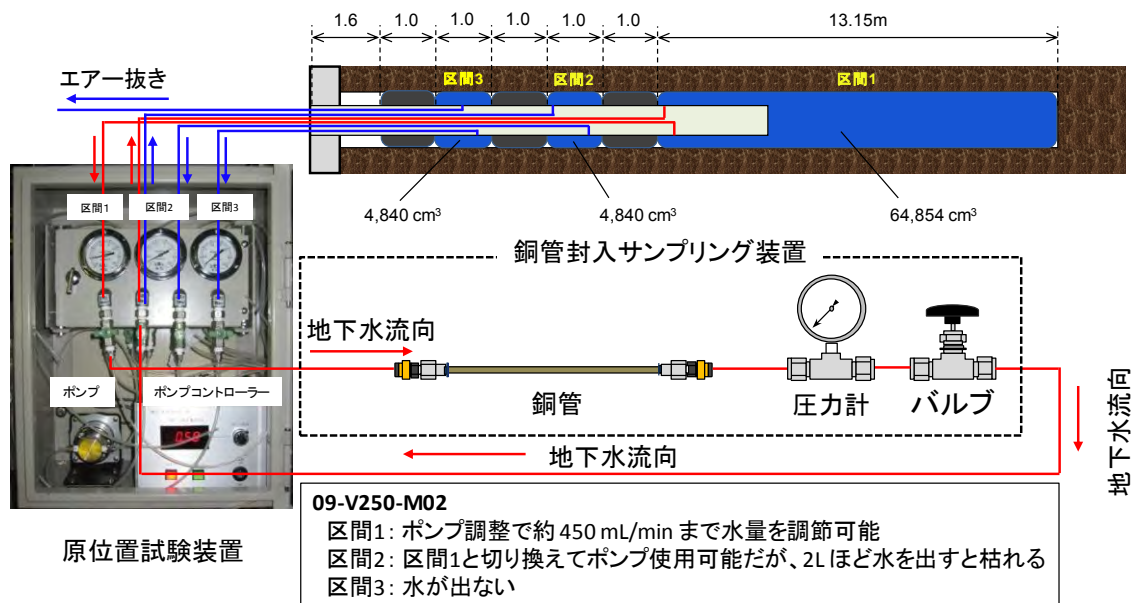 1.6 1.0 1.0 1.0 1.0 1.0 13.15m
エアー抜き
区間3 区間2 区間1
4,840 cm³ 4,840 cm³ 64,854 cm³
区間1 区間2 区間3
銅管封入サンプリング装置
地下水流向
銅管 圧力計 バルブ
ポンプ ポンプコントローラー
地下水流向
地下水流向
原位置試験装置
09-V250-M02
区間1: ポンプ調整で約 450 mL/min まで水量を調節可能
区間2: 区間1と切り換えてポンプ使用可能だが、2L ほど水を出すと枯れる
区間3: 水が出ない